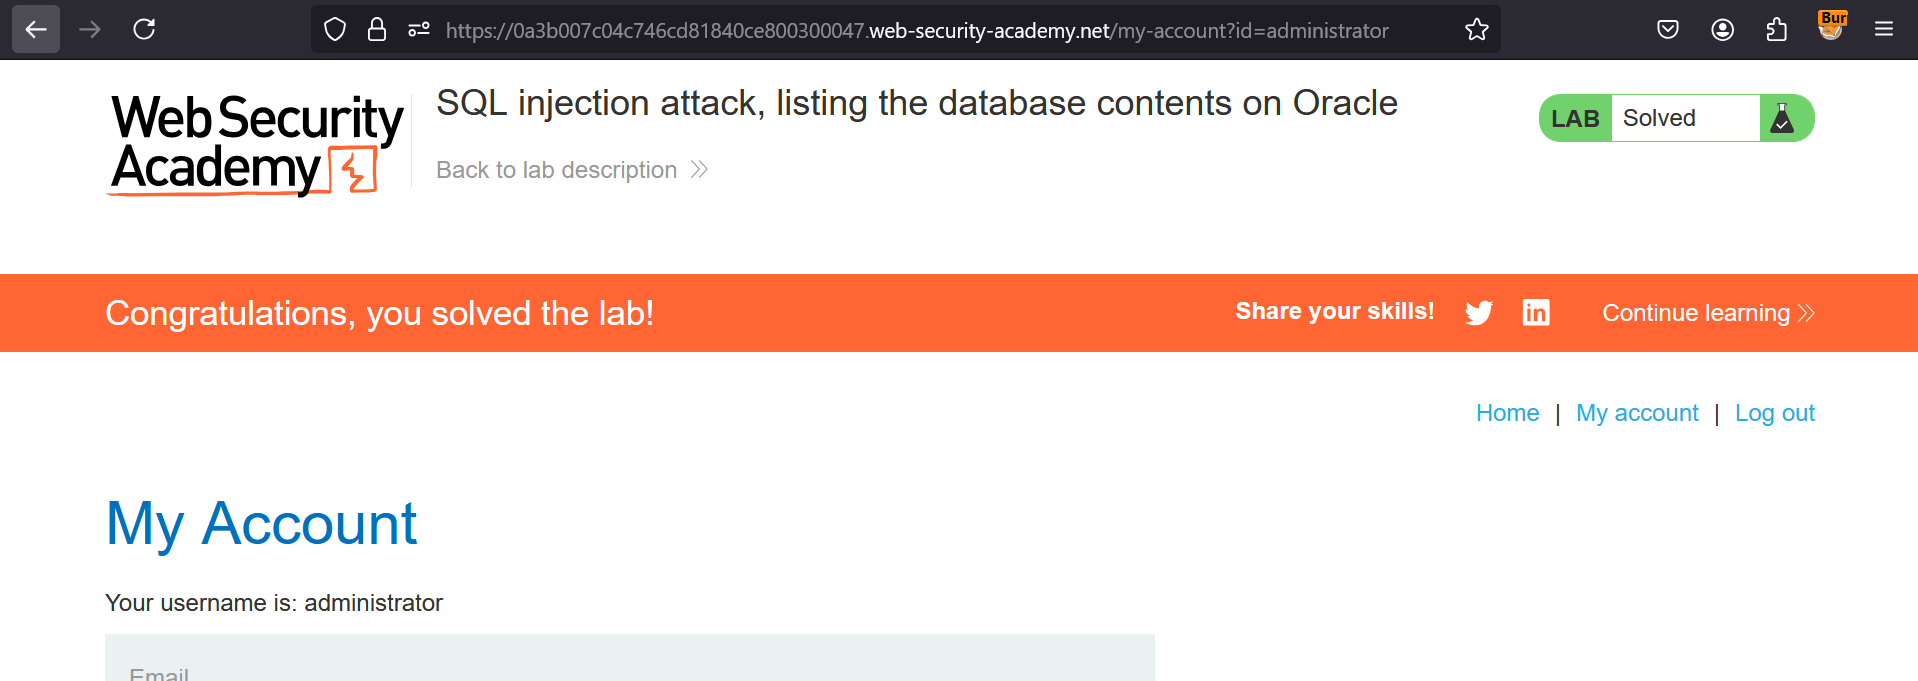 https://0a3b007c04c746cd81840ce800300047.web-security-academy.net/my-account?id=administrator
Bur
Web Security
Academy
SQL injection attack, listing the database contents on Oracle
Back to lab description
LAB Solved
Congratulations, you solved the lab!
Share your skills!
Continue learning
Home | My account | Log out
My Account
Your username is: administrator
Email